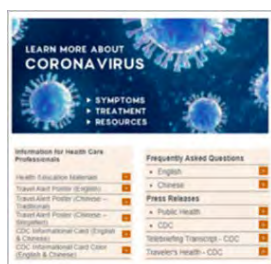 LEARN MORE ABOUT
CORONAVIRUS
SYMPTOMS
TREATMENT
RESOURCES
Information for Health Care
Professionals
Health Education Materials
Travel Alert Poster (English)
Travel Alert Poster (Chinese –
Traditional)
Travel Alert Poster (Chinese –
Simplified)
CDC Informational Card (English
& Chinese)
CDC Informational Card Color
(English & Chinese)
Frequently Asked Questions
English
Chinese
Press Releases
Public Health
CDC
Telebriefing Transcript - CDC
Traveler's Health - CDC